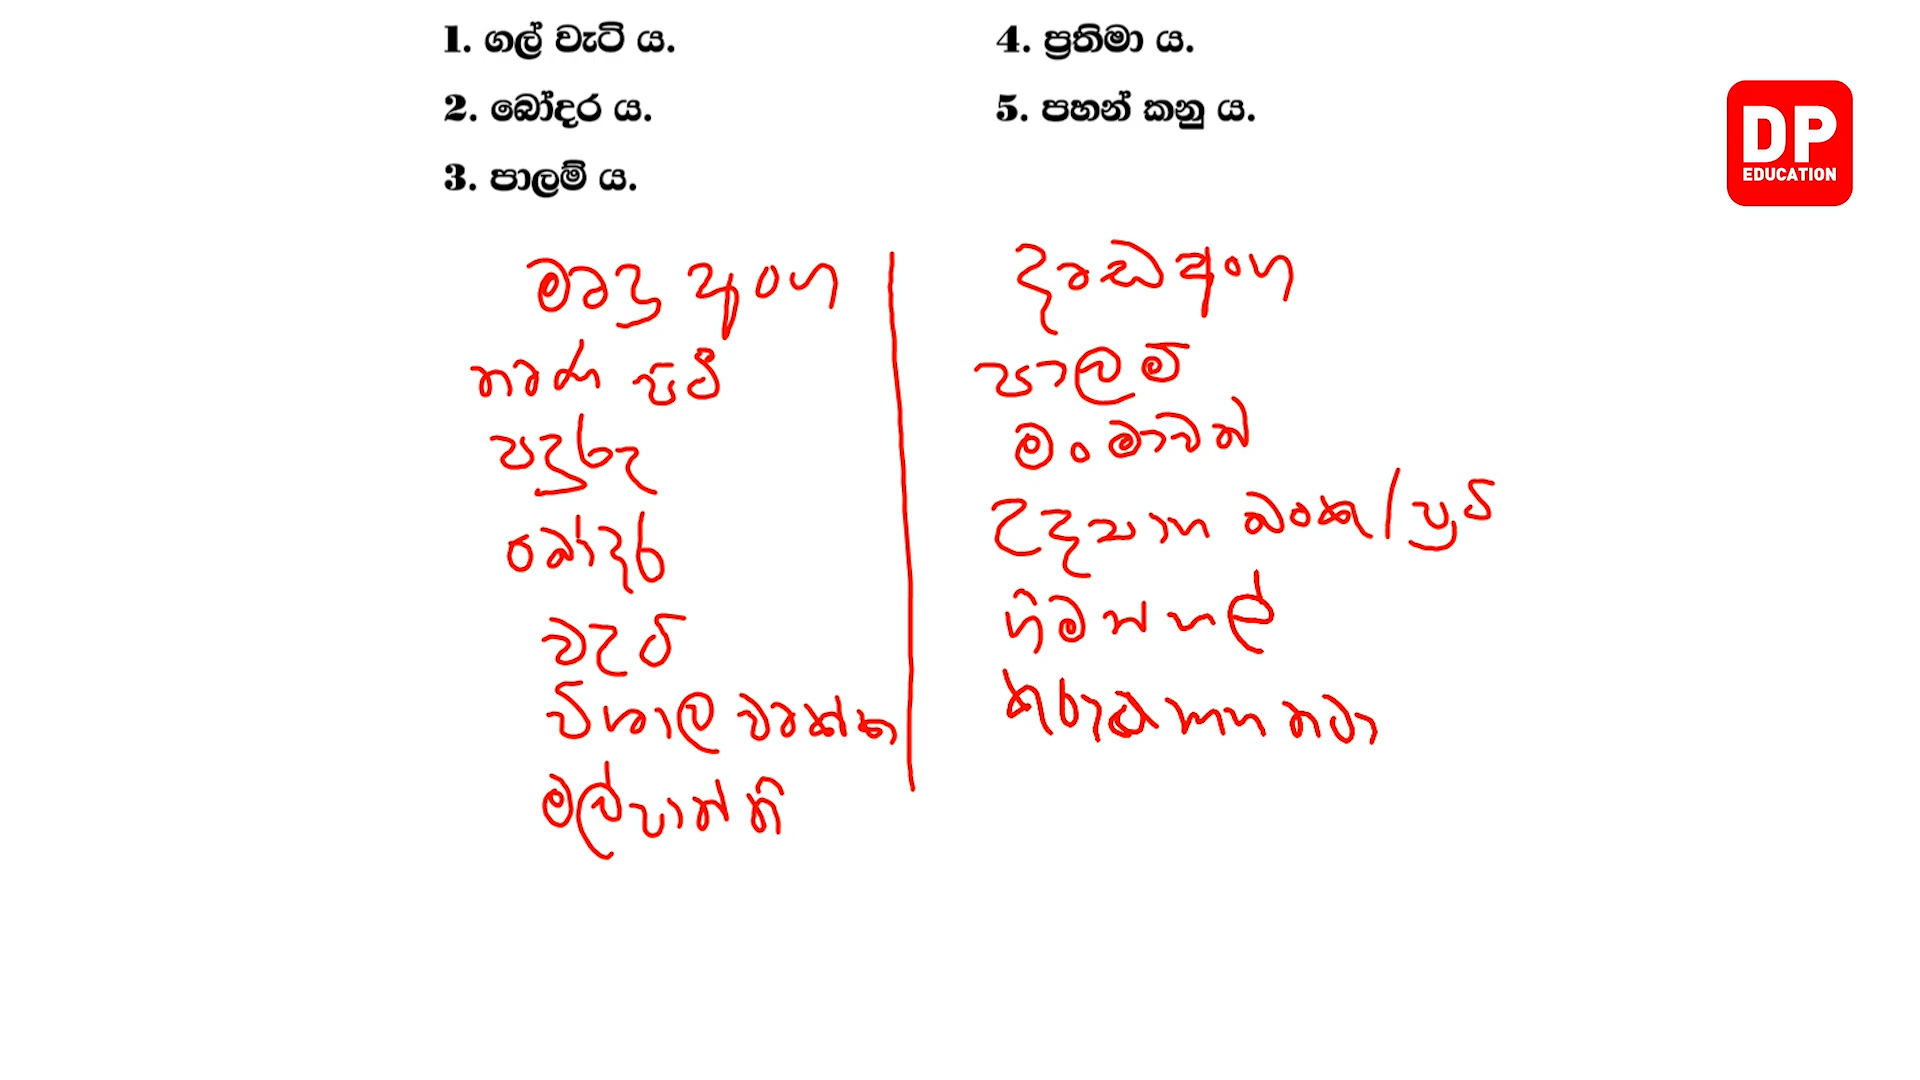 1. ගල් වැටි ය.
2. බෝදර ය.
3. පාලම් ය.
4. ප්‍රතිමා ය.
5. පහන් කනු ය.
DP
EDUCATION
මෘදු අංග
තෘණ පිටි
පඳුරු
බෝදර
වැටි
විශාල වෘක්ෂ
මල් පාත්ති
දෘඩ අංග
පාලම්
මංමාවත්
උද්‍යාන බංකු / පුටු
ගිමන්හල්